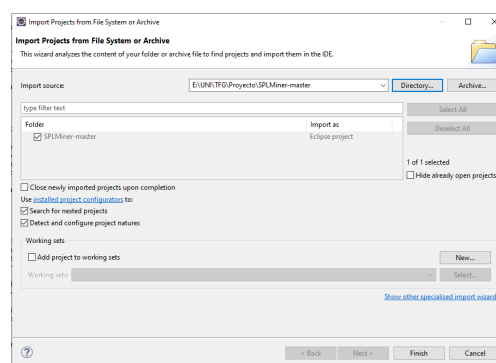 Import Projects from File System or Archive
Import Projects from File System or Archive
This wizard analyzes the content of your folder or archive file to find projects and import them in the IDE.
Import source: E:\UNI\TFG\Proyecto\SPLMiner-master Directory... Archive...
type filter text Select All
Folder Import as Deselect All
SPLMiner-master Eclipse project
1 of 1 selected
Hide already open projects
Close newly imported projects upon completion
Use installed project configurators to:
Search for nested projects
Detect and configure project natures
Working sets
Add project to working sets New...
Working sets: Select...
Show other specialized import wizard
? < Back Next > Finish Cancel